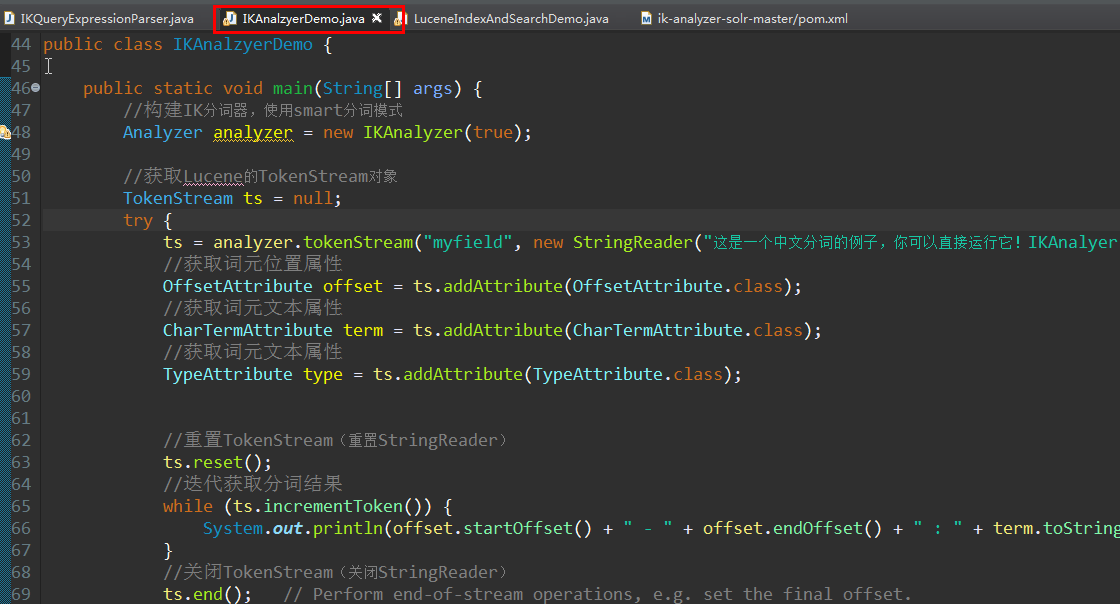 IKQueryExpressionParser.java IKAnalzyerDemo.java LuceneIndexAndSearchDemo.java ik-analyzer-solr-master/pom.xml
44 public class IKAnalzyerDemo {
45
46 public static void main(String[] args) {
47 //构建IK分词器，使用smart分词模式
48 Analyzer analyzer = new IKAnalyzer(true);
49
50 //获取Lucene的TokenStream对象
51 TokenStream ts = null;
52 try {
53 ts = analyzer.tokenStream("myfield", new StringReader("这是一个中文分词的例子，你可以直接运行它！IKAnalyer
54 //获取词元位置属性
55 OffsetAttribute offset = ts.addAttribute(OffsetAttribute.class);
56 //获取词元文本属性
57 CharTermAttribute term = ts.addAttribute(CharTermAttribute.class);
58 //获取词元文本属性
59 TypeAttribute type = ts.addAttribute(TypeAttribute.class);
60
61
62 //重置TokenStream（重置StringReader）
63 ts.reset();
64 //迭代获取分词结果
65 while (ts.incrementToken()) {
66 System.out.println(offset.startOffset() + " - " + offset.endOffset() + " : " + term.toString
67 }
68 //关闭TokenStream（关闭StringReader）
69 ts.end(); // Perform end-of-stream operations, e.g. set the final offset.